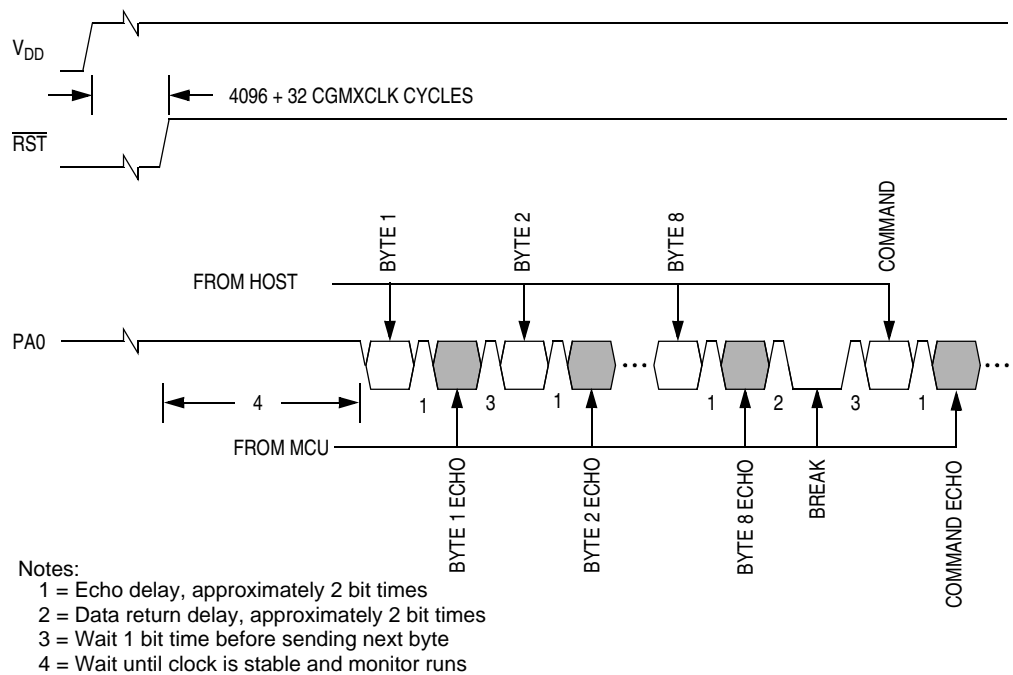 VDD
4096 + 32 CGMXCLK CYCLES
RST
BYTE 1
BYTE 2
BYTE 8
COMMAND
FROM HOST
PA0
4
1
3
1
1
2
3
1
FROM MCU
BYTE 1 ECHO
BYTE 2 ECHO
BYTE 8 ECHO
BREAK
COMMAND ECHO
Notes:
1 = Echo delay, approximately 2 bit times
2 = Data return delay, approximately 2 bit times
3 = Wait 1 bit time before sending next byte
4 = Wait until clock is stable and monitor runs